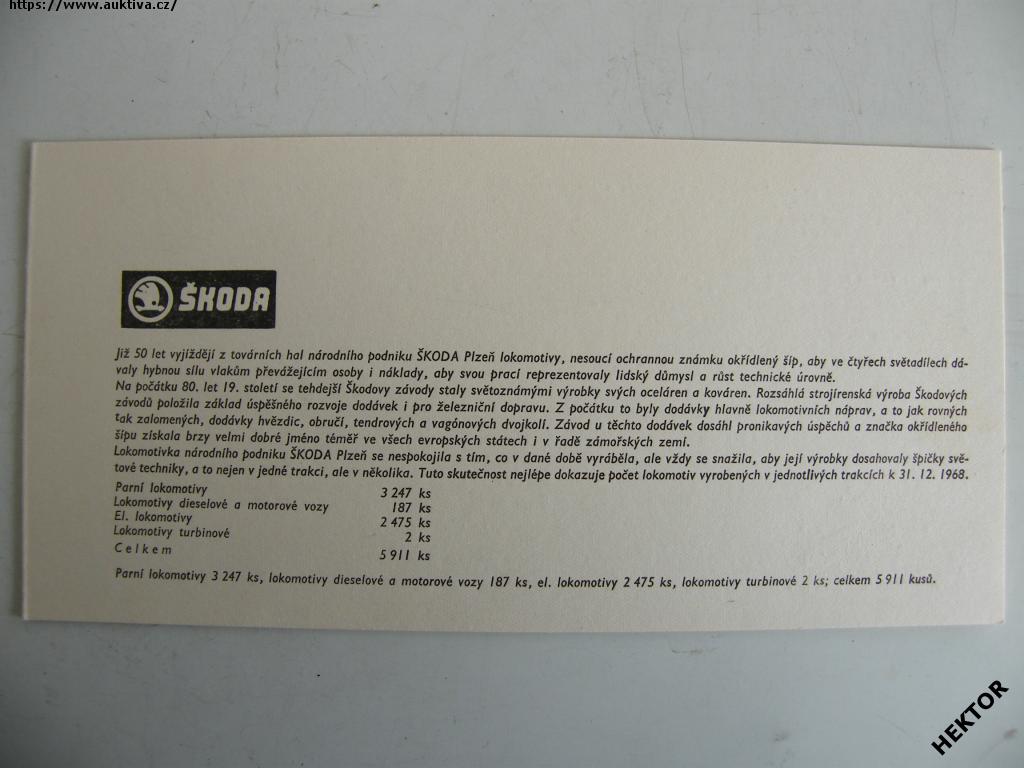 https://www.auktiva.cz/
ŠKODA
Již 50 let vyjíždějí z továrních hal národního podniku ŠKODA Plzeň lokomotivy, nesoucí ochrannou známku okřídlený šíp, aby ve čtyřech světadílech dá-
valy hybnou sílu vlakům převážejícím osoby i náklady, aby svou prací reprezentovaly lidský důmysl a růst technické úrovně.
Na počátku 80. let 19. století se tehdejší Škodovy závody staly světoznámými výrobky svých oceláren a kováren. Rozsáhlá strojírenská výroba Škodových
závodů položila základ úspěšného rozvoje dodávek i pro železniční dopravu. Z počátku to byly dodávky hlavně lokomotivních náprav, a to jak rovných
tak zalomených, dodávky hvězdic, obručí, tendrových a vagónových dvojkolí. Závod u těchto dodávek dosáhl pronikavých úspěchů a značka okřídleného
šípu získala brzy velmi dobré jméno téměř ve všech evropských státech i v řadě zámořských zemí.
Lokomotivka národního podniku ŠKODA Plzeň se nespokojila s tím, co v dané době vyráběla, ale vždy se snažila, aby její výrobky dosahovaly špičky svě-
tové techniky, a to nejen v jedné trakci, ale v několika. Tuto skutečnost nejlépe dokazuje počet lokomotiv vyrobených v jednotlivých trakcích k 31. 12. 1968.
Parní lokomotivy 3 247 ks
Lokomotivy dieselové a motorové vozy 187 ks
El. lokomotivy 2 475 ks
Lokomotivy turbinové 2 ks
Celkem 5 911 ks
Parní lokomotivy 3 247 ks, lokomotivy dieselové a motorové vozy 187 ks, el. lokomotivy 2 475 ks, lokomotivy turbinové 2 ks; celkem 5 911 kusů.
HEKTOR